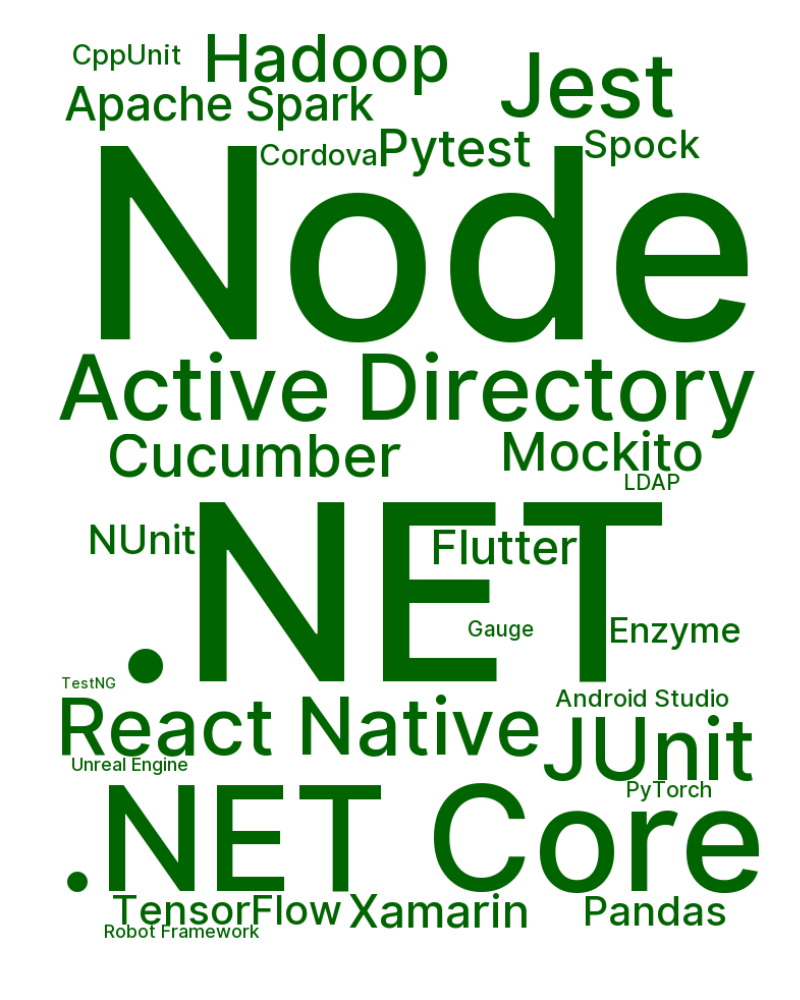 CppUnit
Hadoop
Jest
Apache Spark
Cordova
Pytest
Spock
Node
Active Directory
Cucumber
Mockito
LDAP
NUnit
.NET
Flutter
Gauge
Enzyme
TestNG
React Native
Android Studio
JUnit
Unreal Engine
PyTorch
.NET Core
TensorFlow
Xamarin
Pandas
Robot Framework